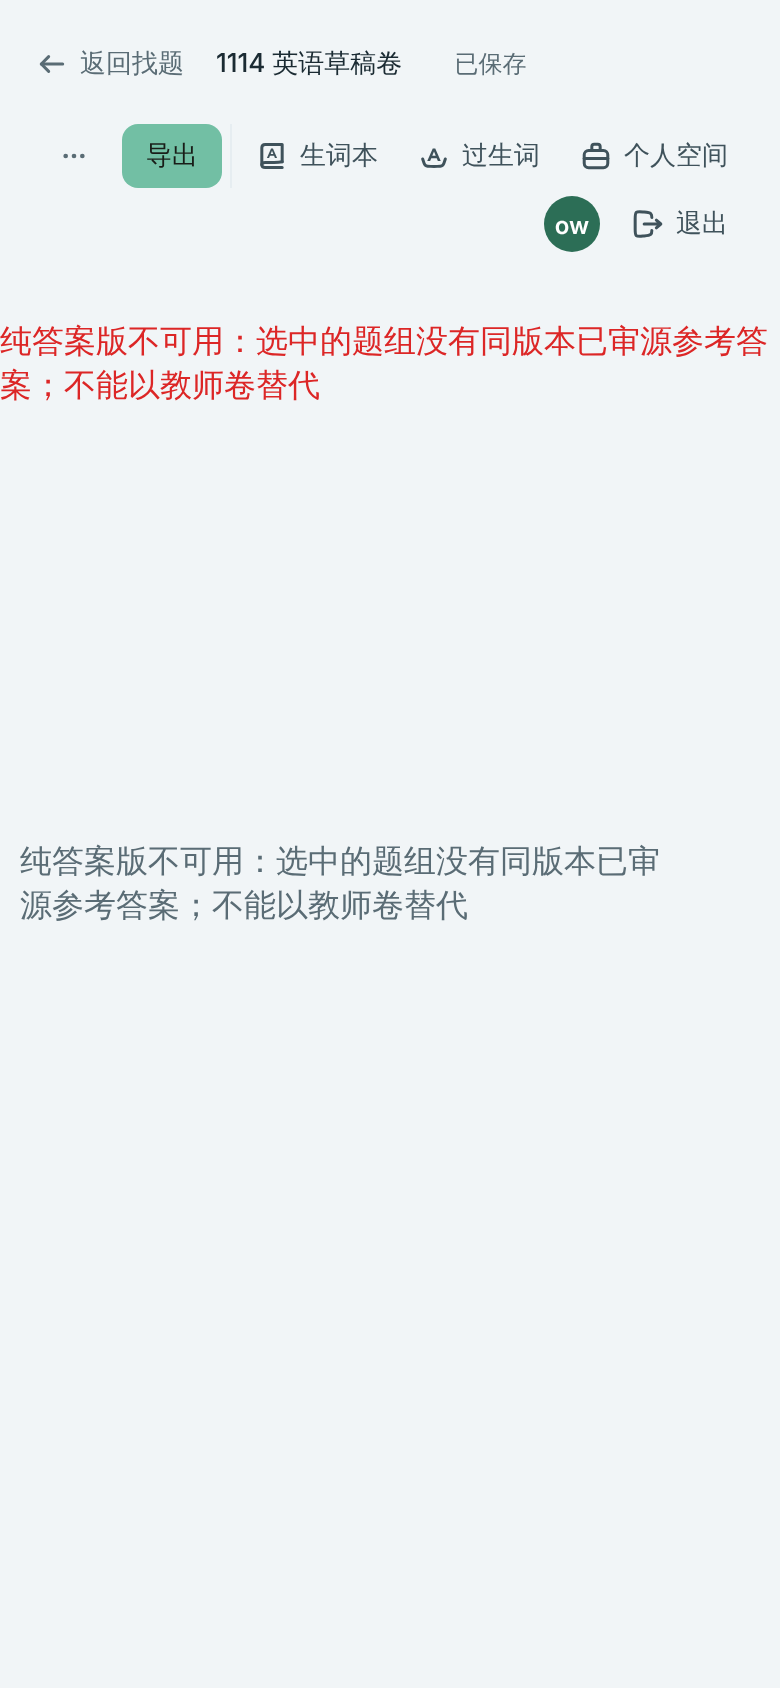 返回找题 1114 英语草稿卷 已保存
··· 导出 生词本 过生词 个人空间
ow 退出
纯答案版不可用：选中的题组没有同版本已审源参考答
案；不能以教师卷替代
纯答案版不可用：选中的题组没有同版本已审
源参考答案；不能以教师卷替代